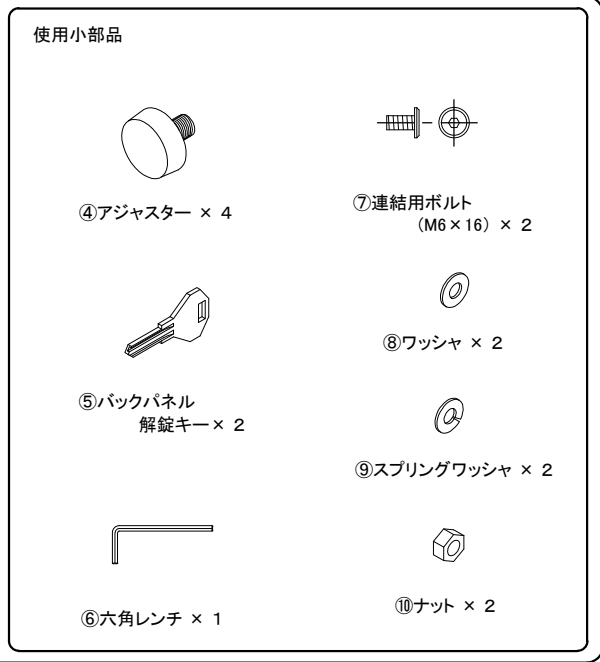 使用小部品
④アジャスター × 4
⑤バックパネル
解錠キー× 2
⑥六角レンチ × 1
⑦連結用ボルト
(M6×16) × 2
⑧ワッシャ × 2
⑨スプリングワッシャ × 2
⑩ナット × 2